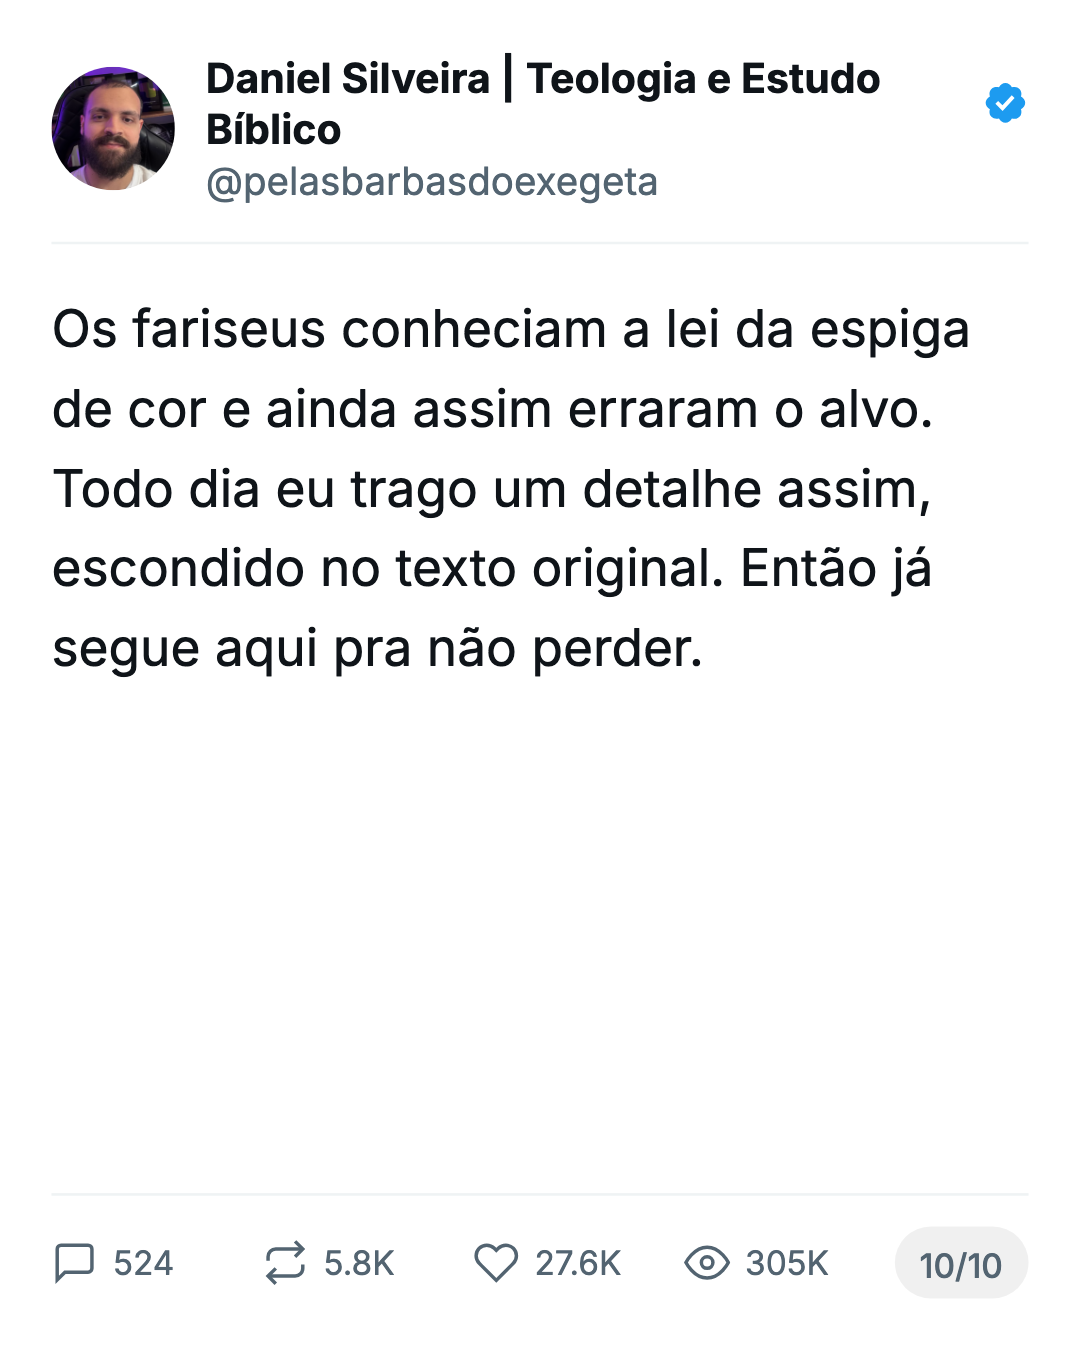 Daniel Silveira | Teologia e Estudo
Bíblico
@pelasbarbasdoexegeta
Os fariseus conheciam a lei da espiga
de cor e ainda assim erraram o alvo.
Todo dia eu trago um detalhe assim,
escondido no texto original. Então já
segue aqui pra não perder.
524 5.8K 27.6K 305K 10/10